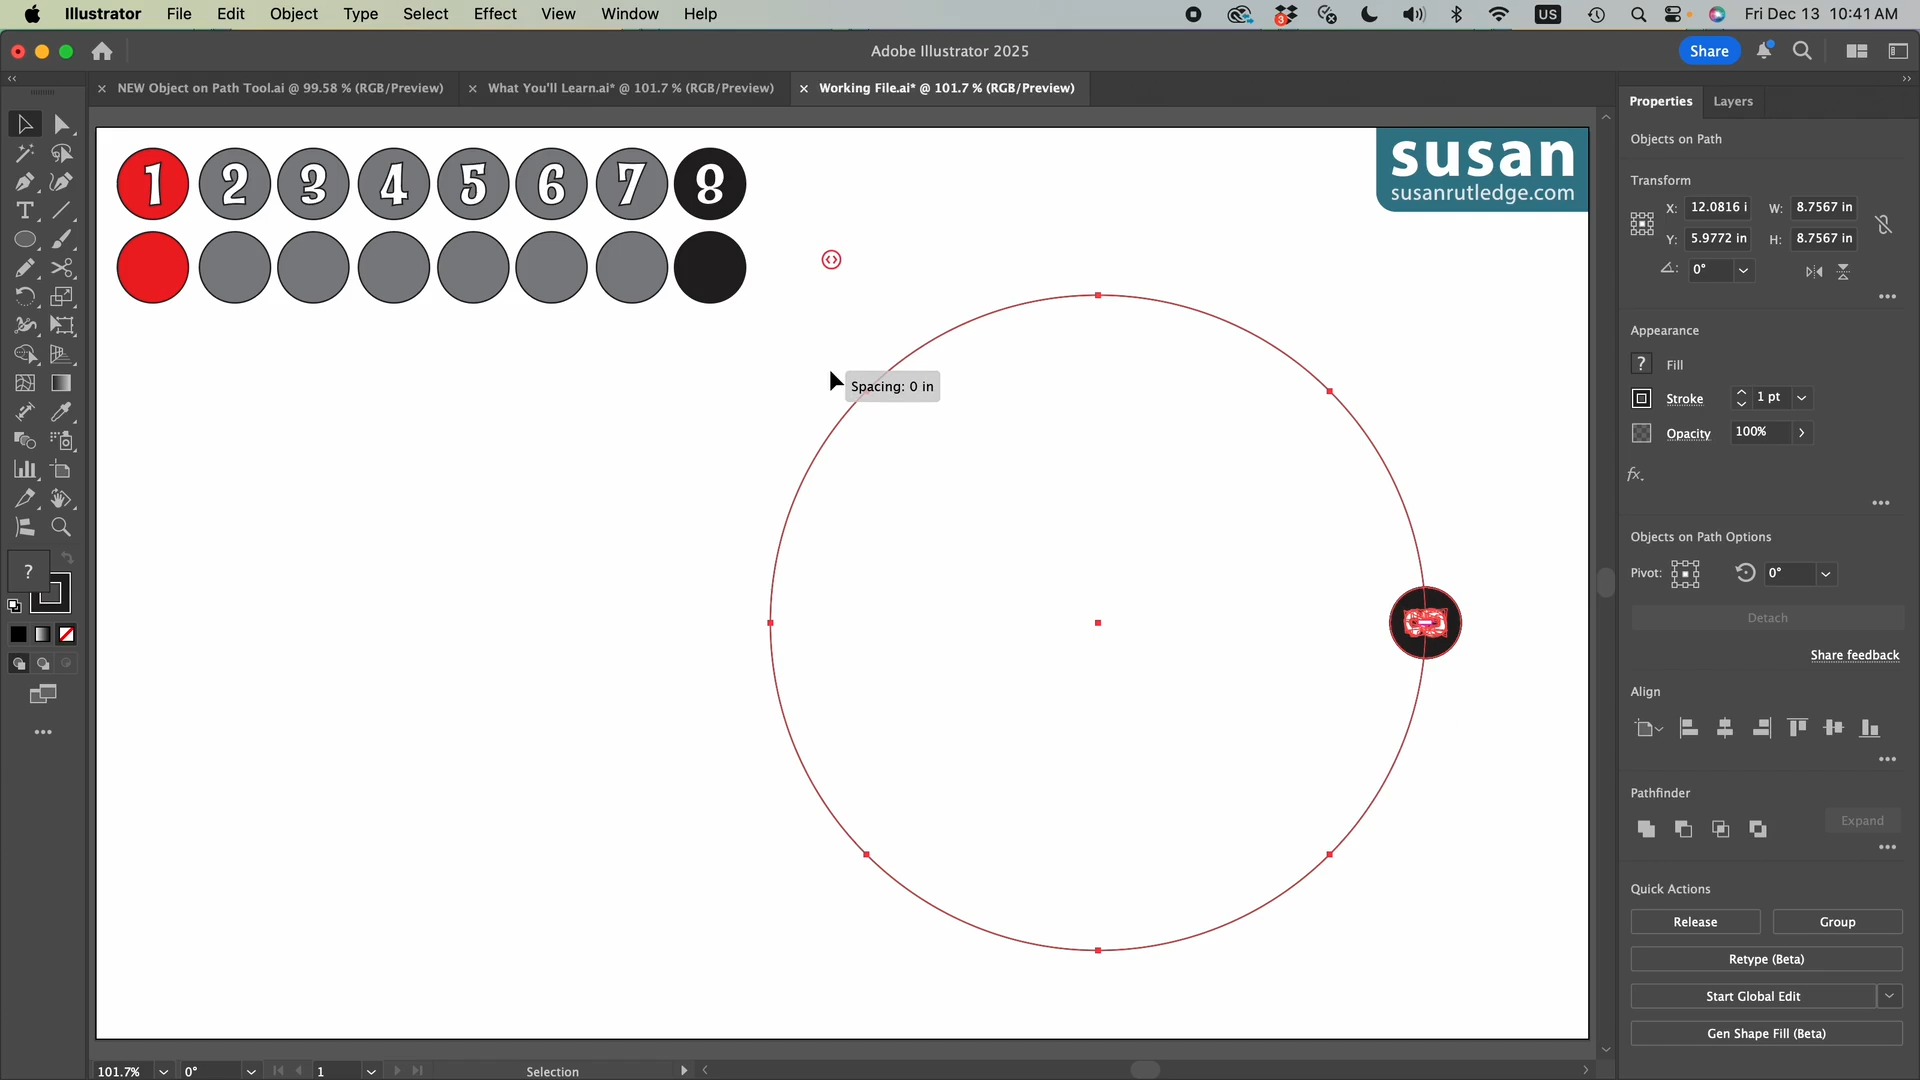 Illustrator File Edit Object Type Select Effect View Window Help
3
US
Fri Dec 13 10:41 AM
Adobe Illustrator 2025
Share
NEW Object on Path Tool.ai @ 99.58 % (RGB/Preview)
What You'll Learn.ai* @ 101.7 % (RGB/Preview)
Working File.ai* @ 101.7 % (RGB/Preview)
Properties
Layers
1 2 3 4 5 6 7 8
susan
susanrutledge.com
Spacing: 0 in
Objects on Path
Transform
X: 12.0816 i
W: 8.7567 in
Y: 5.9772 in
H: 8.7567 in
0°
Appearance
? Fill
Stroke 1 pt
Opacity 100%
fx
Objects on Path Options
Pivot: 0°
Detach
Share feedback
Align
Pathfinder
Expand
Quick Actions
Release
Group
Retype (Beta)
Start Global Edit
Gen Shape Fill (Beta)
T
?
101.7%
0°
1
Selection